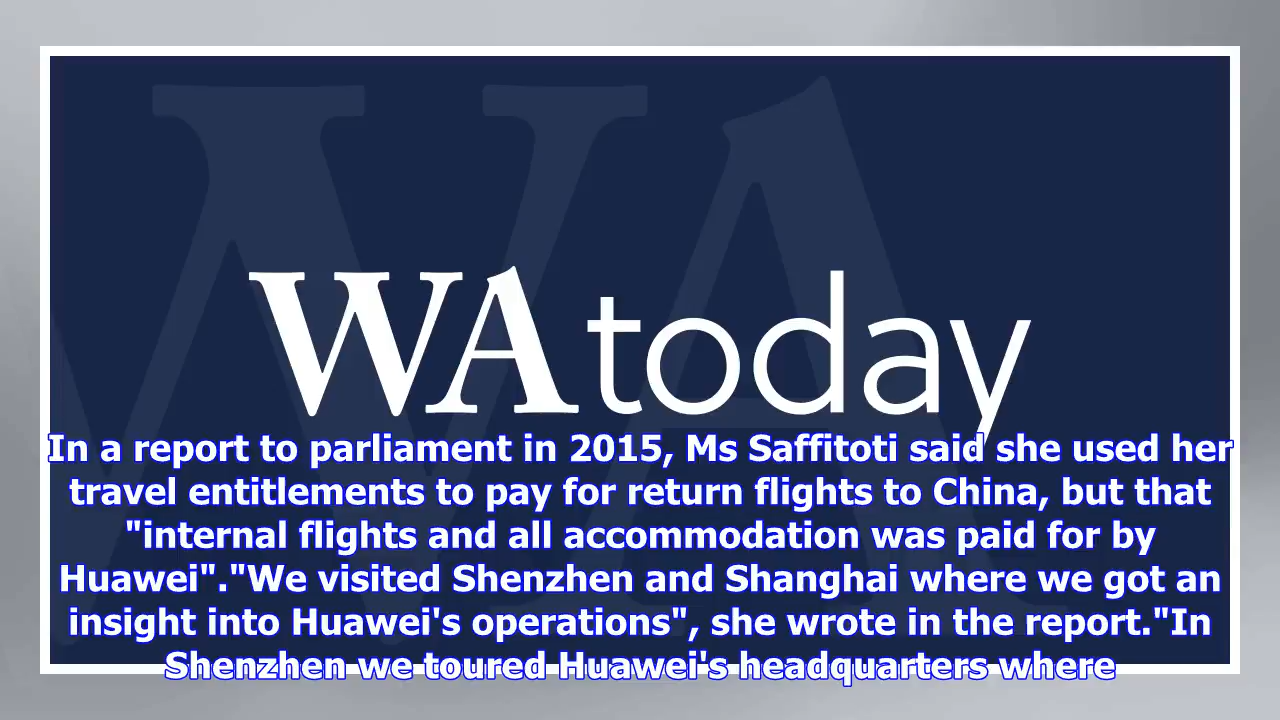 WAtoday
In a report to parliament in 2015, Ms Saffitoti said she used her
travel entitlements to pay for return flights to China, but that
"internal flights and all accommodation was paid for by
Huawei"."We visited Shenzhen and Shanghai where we got an
insight into Huawei's operations", she wrote in the report."In
Shenzhen we toured Huawei's headquarters where